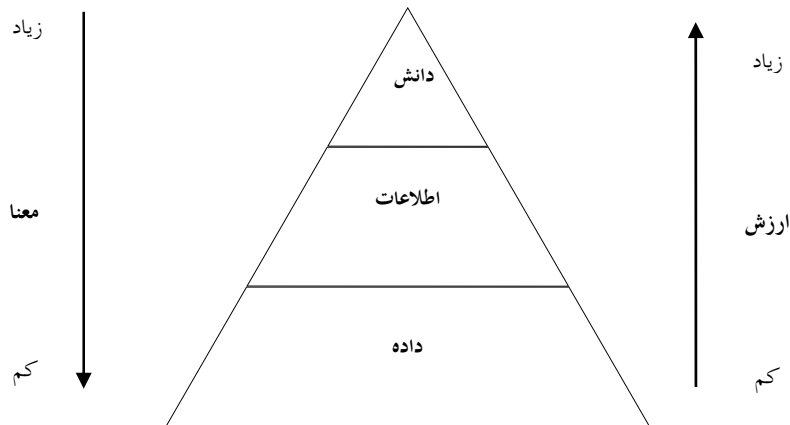 زیاد
دانش
زیاد
اطلاعات
معنا
ارزش
داده
کم
کم